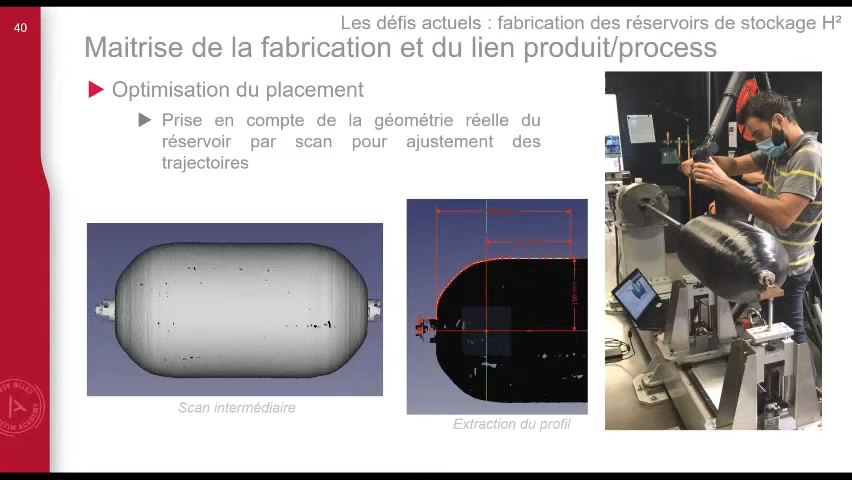 40
Les défis actuels : fabrication des réservoirs de stockage H²
Maitrise de la fabrication et du lien produit/process
Optimisation du placement
Prise en compte de la géométrie réelle du
réservoir par scan pour ajustement des
trajectoires
Scan intermédiaire
Extraction du profil